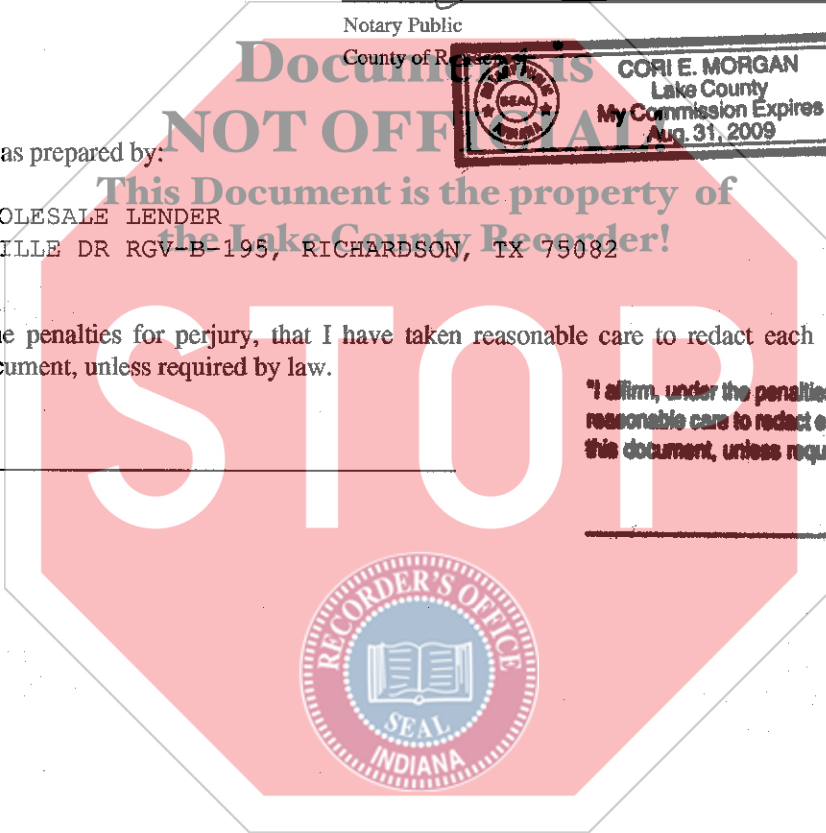 Notary Public
County of
Document is
NOT OFFICIAL!
This Document is the property of
the Lake County Recorder!
CORI E. MORGAN
Lake County
My Commission Expires
Aug. 31, 2009
SEAL
INDIANA
as prepared by:
OLESALE LENDER
ILLE DR RGV-B-195, RICHARDSON, TX 75082
e penalties for perjury, that I have taken reasonable care to redact each
cument, unless required by law.
"I affirm, under the penalties
reasonable care to redact e
this document, unless requ
STOP
RECORDER'S OFFICE
SEAL
INDIANA